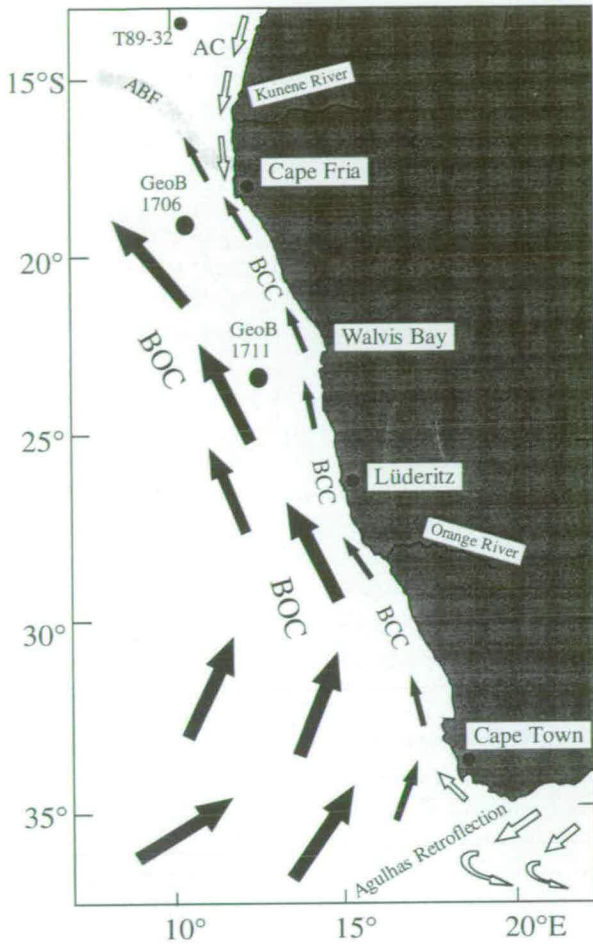 T89-32
AC
15°S
ABF
Kunene River
GeoB
1706
Cape Fria
20°
BCC
GeoB
1711
Walvis Bay
BOC
25°
BCC
Lüderitz
Orange River
BOC
BCC
30°
Cape Town
35°
Agulhas Retroflection
10°
15°
20°E